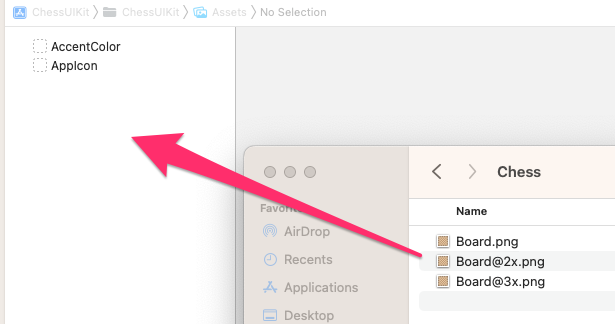 ChessUIKit ChessUIKit Assets No Selection
AccentColor
AppIcon
Chess
Favorite
Name
AirDrop
Board.png
Recents
Board@2x.png
Applications
Board@3x.png
Desktop